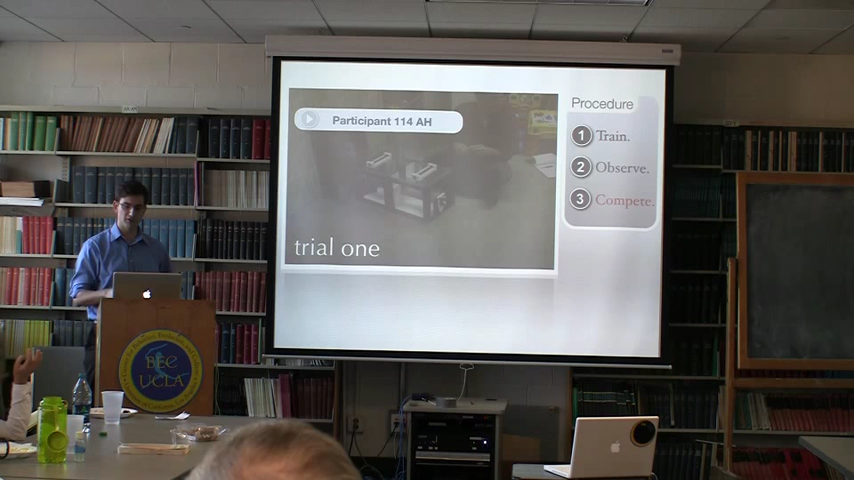 Participant 114 AH
trial one
Procedure
1 Train.
2 Observe.
3 Compete.
BEC
UCLA